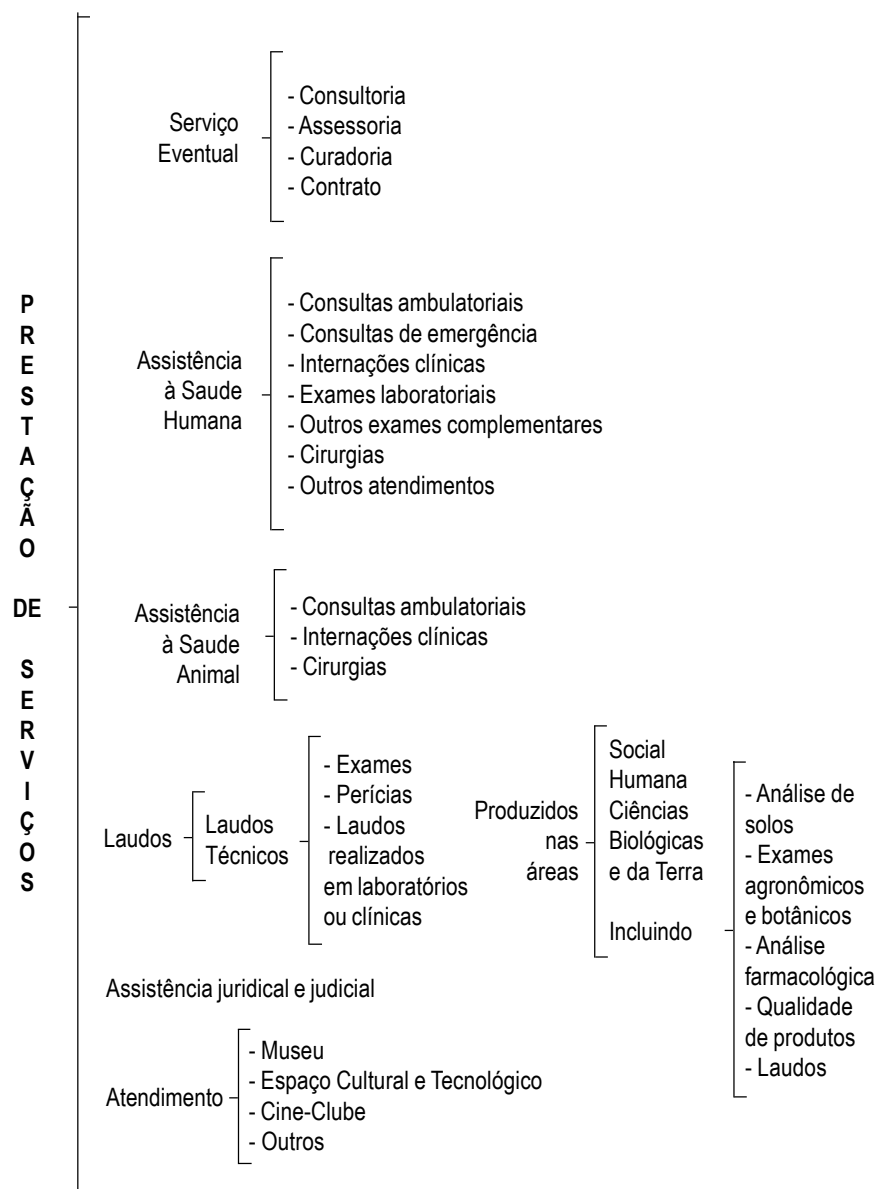 PRESTAÇÃO
DE
SERVIÇOS
Serviço
Eventual
- Consultoria
- Assessoria
- Curadoria
- Contrato
Assistência
à Saude
Humana
- Consultas ambulatoriais
- Consultas de emergência
- Internações clínicas
- Exames laboratoriais
- Outros exames complementares
- Cirurgias
- Outros atendimentos
Assistência
à Saude
Animal
- Consultas ambulatoriais
- Internações clínicas
- Cirurgias
Laudos
Laudos
Técnicos
- Exames
- Perícias
- Laudos
realizados
em laboratórios
ou clínicas
Produzidos
nas
áreas
Social
Humana
Ciências
Biológicas
e da Terra
Incluindo
- Análise de
solos
- Exames
agronômicos
e botânicos
- Análise
farmacológica
- Qualidade
de produtos
- Laudos
Assistência juridical e judicial
Atendimento
- Museu
- Espaço Cultural e Tecnológico
- Cine-Clube
- Outros